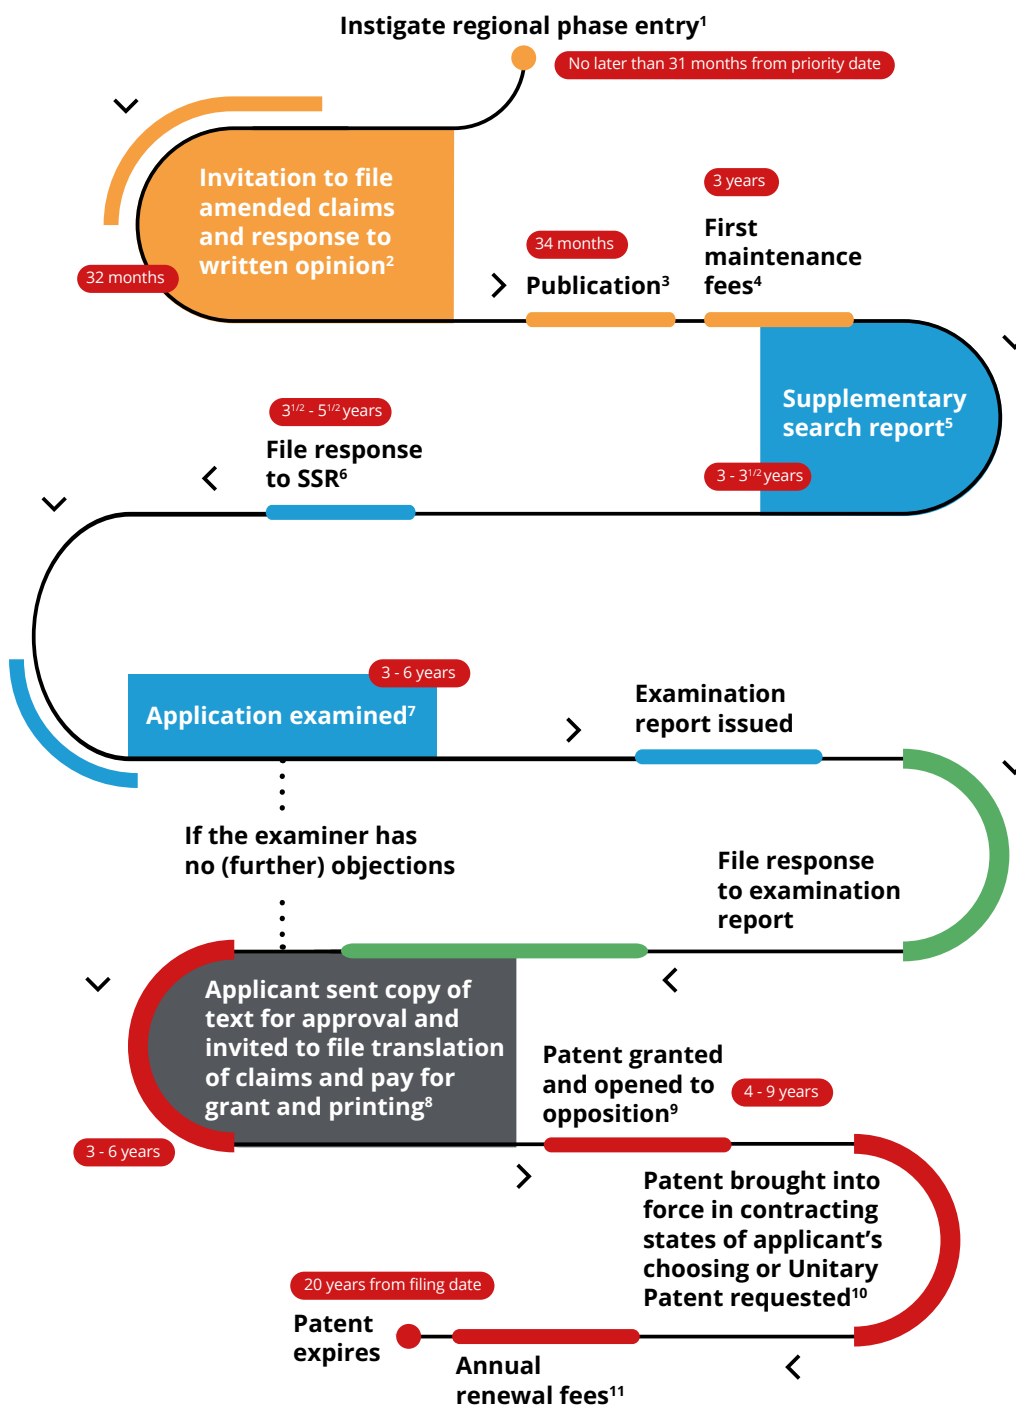 Instigate regional phase entry¹
No later than 31 months from priority date
Invitation to file
amended claims
and response to
written opinion²
32 months
34 months
Publication³
3 years
First
maintenance
fees⁴
Supplementary
search report⁵
3 - 3¹/² years
3¹/² - 5¹/² years
File response
to SSR⁶
3 - 6 years
Application examined⁷
Examination
report issued
If the examiner has
no (further) objections
File response
to examination
report
Applicant sent copy of
text for approval and
invited to file translation
of claims and pay for
grant and printing⁸
3 - 6 years
Patent granted
and opened to
opposition⁹
4 - 9 years
Patent brought into
force in contracting
states of applicant’s
choosing or Unitary
Patent requested¹⁰
20 years from filing date
Patent
expires
Annual
renewal fees¹¹